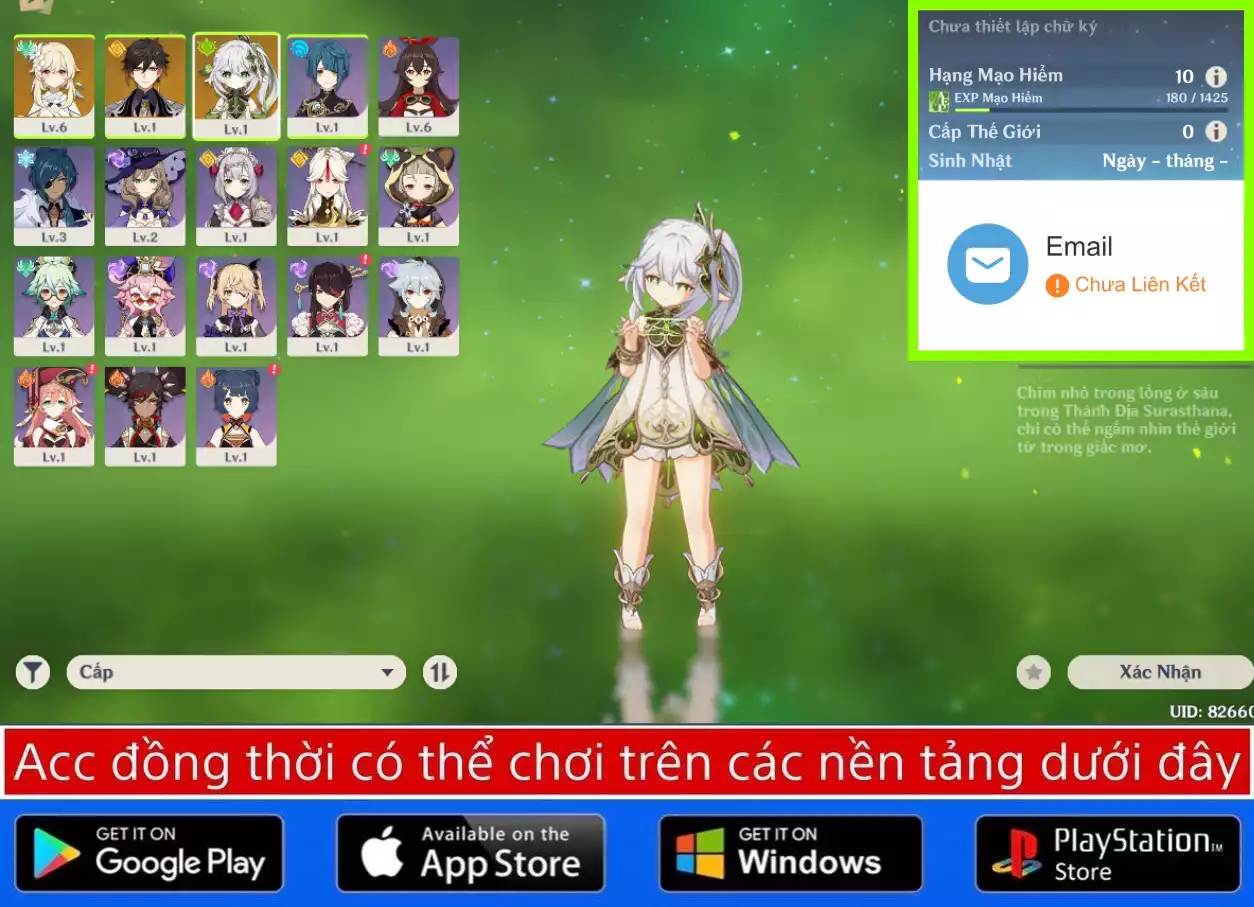 Lv.6
Lv.1
Lv.1
Lv.1
Lv.6
Lv.3
Lv.2
Lv.1
Lv.1
Lv.1
Lv.1
Lv.1
Lv.1
Lv.1
Lv.1
Lv.1
Lv.1
Lv.1
Chưa thiết lập chữ ký
Hạng Mạo Hiểm 10
EXP Mạo Hiểm 180 / 1425
Cấp Thế Giới 0
Sinh Nhật Ngày - tháng -
Email
Chưa Liên Kết
Chim nhỏ trong lồng ở sâu
trong Thánh Địa Surasthana,
chỉ có thể ngắm nhìn thế giới
từ trong giấc mơ.
Cấp
Xác Nhận
UID: 82660
Acc đồng thời có thể chơi trên các nền tảng dưới đây
GET IT ON
Google Play
Available on the
App Store
GET IT ON
Windows
PlayStation™
Store